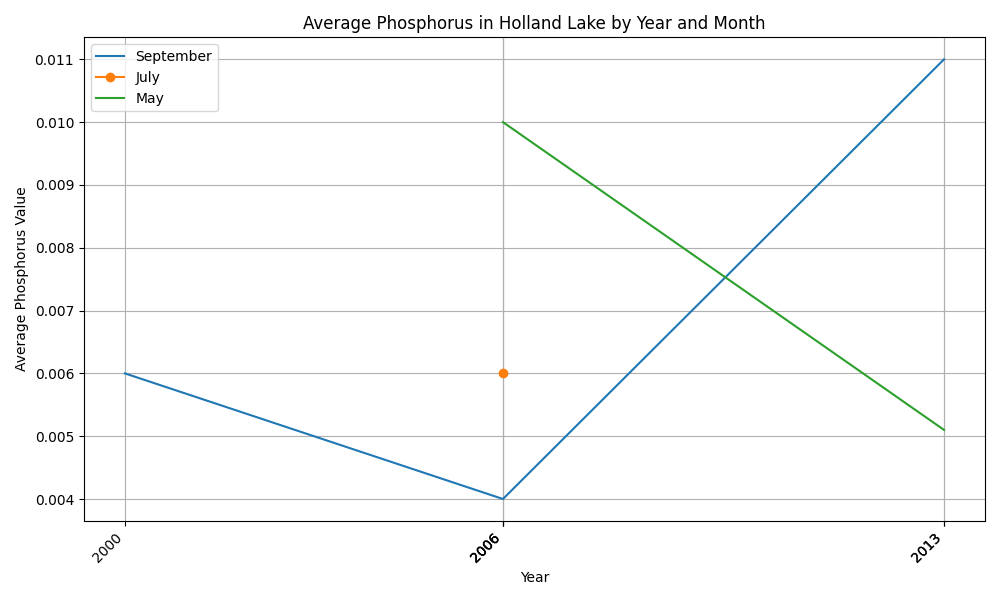 Average Phosphorus in Holland Lake by Year and Month
September
July
May
0.011
0.010
0.009
0.008
0.007
0.006
0.005
0.004
Average Phosphorus Value
2000
2006
2013
Year